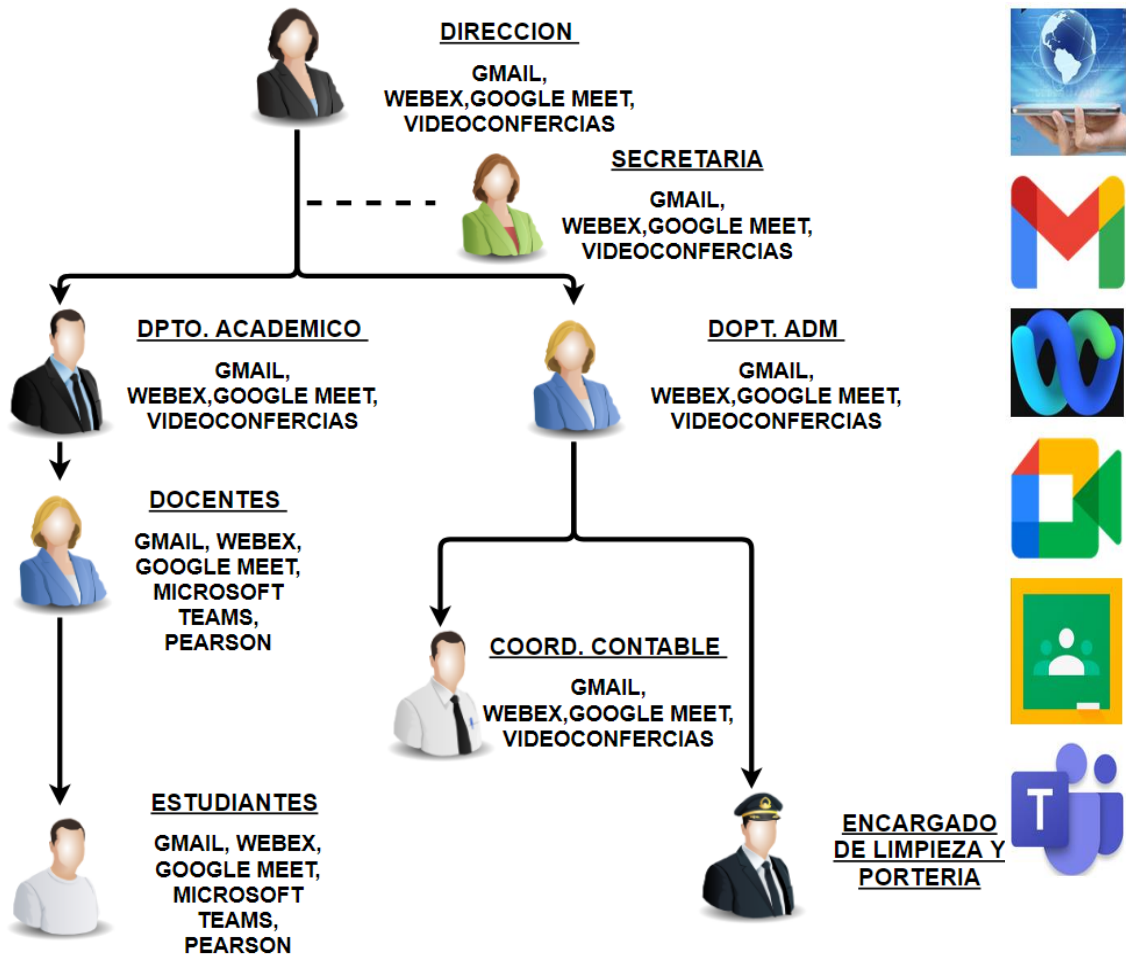 DIRECCION
GMAIL,
WEBEX,GOOGLE MEET,
VIDEOCONFERCIAS
SECRETARIA
GMAIL,
WEBEX,GOOGLE MEET,
VIDEOCONFERCIAS
DPTO. ACADEMICO
GMAIL,
WEBEX,GOOGLE MEET,
VIDEOCONFERCIAS
DOPT. ADM
GMAIL,
WEBEX,GOOGLE MEET,
VIDEOCONFERCIAS
DOCENTES
GMAIL, WEBEX,
GOOGLE MEET,
MICROSOFT
TEAMS,
PEARSON
COORD. CONTABLE
GMAIL,
WEBEX,GOOGLE MEET,
VIDEOCONFERCIAS
ESTUDIANTES
GMAIL, WEBEX,
GOOGLE MEET,
MICROSOFT
TEAMS,
PEARSON
ENCARGADO
DE LIMPIEZA Y
PORTERIA
T